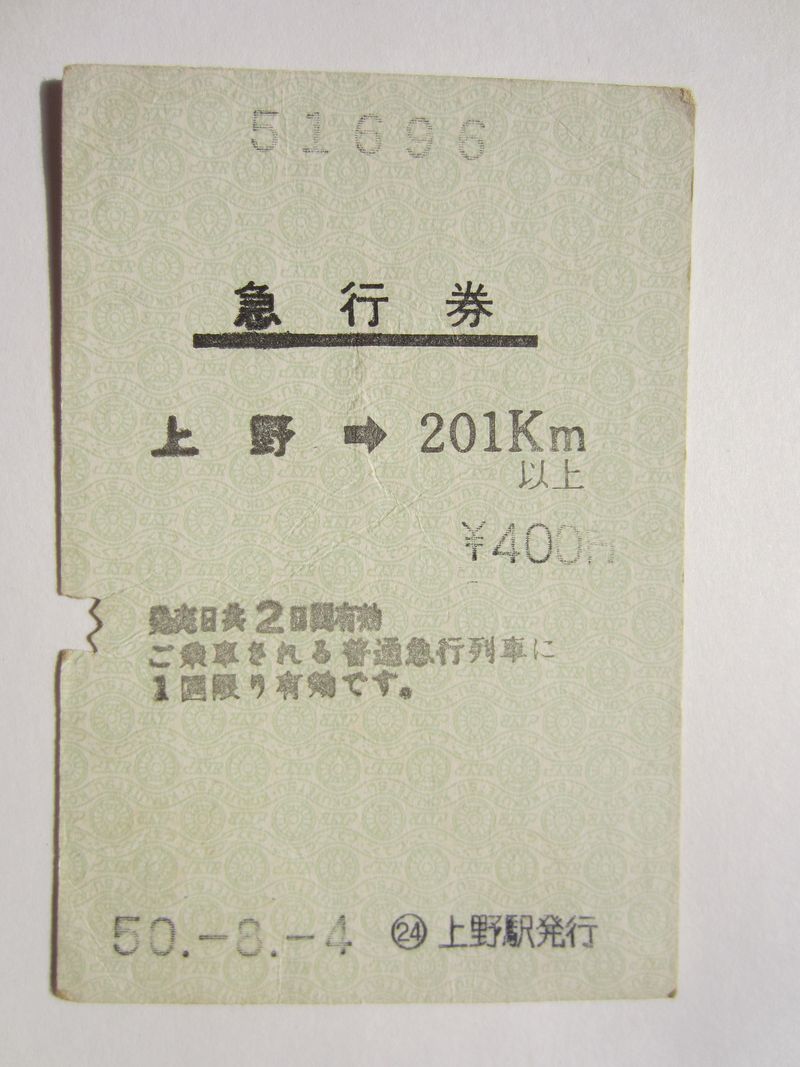 51696
急行券
上野➡201Km
以上
¥400円
発売日共2日間有効
ご乗車される普通急行列車に
1回限り有効です。
50.-8.-4 ㉔上野駅発行